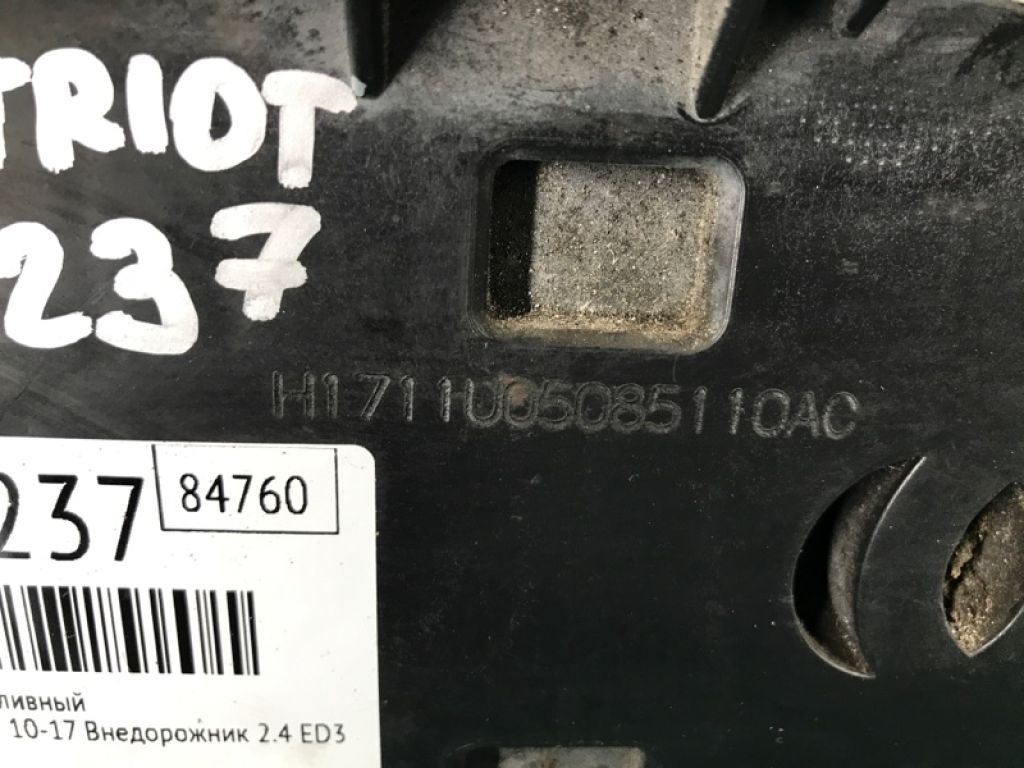 TRIOT
237
H1711U05085110AC
237
84760
ливный
10-17 Внедорожник 2.4 ED3